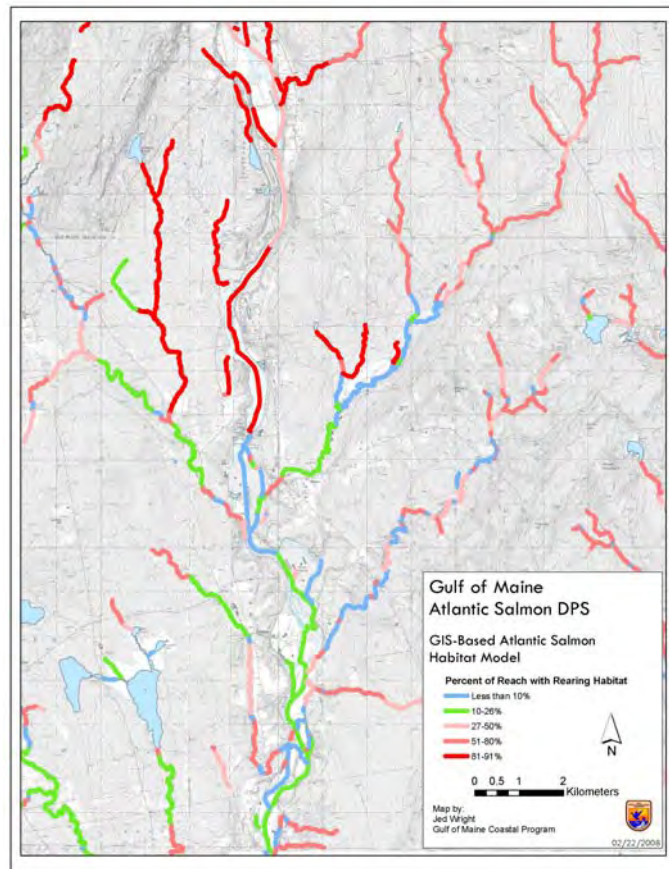 BINGHAM
Gulf of Maine
Atlantic Salmon DPS
GIS-Based Atlantic Salmon
Habitat Model
Percent of Reach with Rearing Habitat
Less than 10%
10-26%
27-50%
51-80%
81-91%
N
0 0.5 1 2
Kilometers
Map by:
Jed Wright
Gulf of Maine Coastal Program
02/22/2008